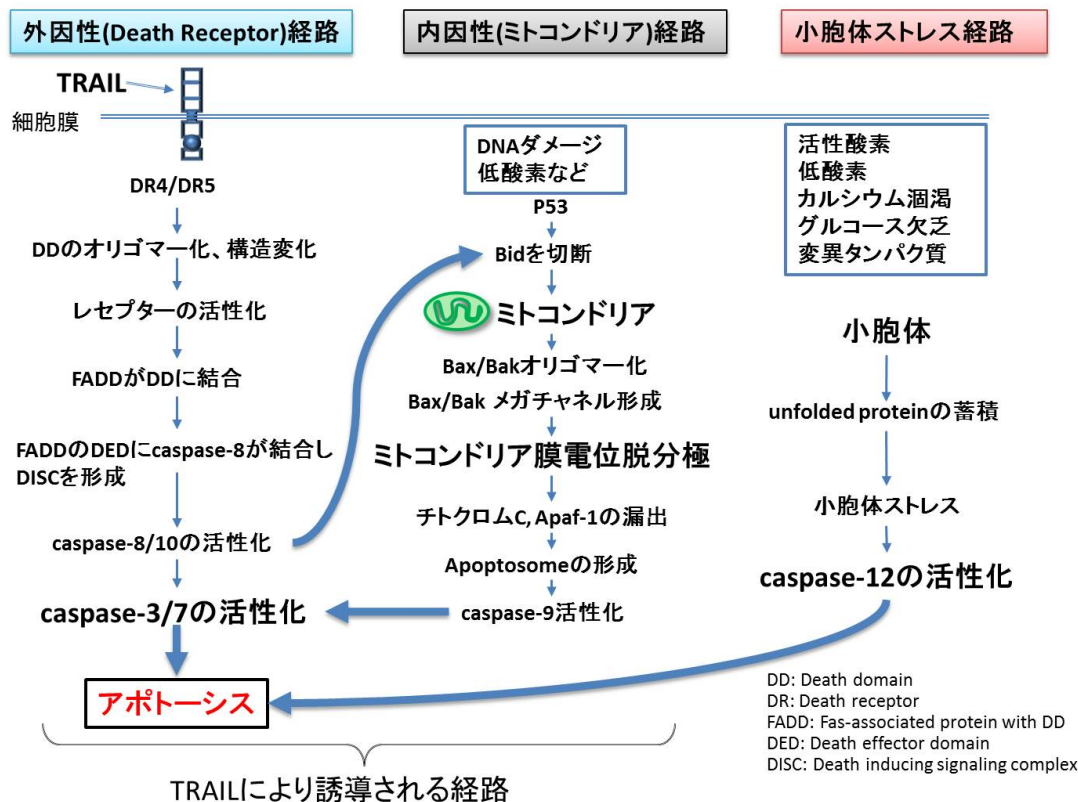 外因性(Death Receptor)経路
TRAIL
細胞膜
DR4/DR5
DDのオリゴマー化、構造変化
レセプターの活性化
FADDがDDに結合
FADDのDEDにcaspase-8が結合し
DISCを形成
caspase-8/10の活性化
caspase-3/7の活性化
アポトーシス
内因性(ミトコンドリア)経路
DNAダメージ
低酸素など
P53
Bidを切断
ミトコンドリア
Bax/Bakオリゴマー化
Bax/Bak メガチャネル形成
ミトコンドリア膜電位脱分極
チトクロムC, Apaf-1の漏出
Apoptosomeの形成
caspase-9活性化
小胞体ストレス経路
活性酸素
低酸素
カルシウム涸渇
グルコース欠乏
変異タンパク質
小胞体
unfolded proteinの蓄積
小胞体ストレス
caspase-12の活性化
DD: Death domain
DR: Death receptor
FADD: Fas-associated protein with DD
DED: Death effector domain
DISC: Death inducing signaling complex
TRAILにより誘導される経路